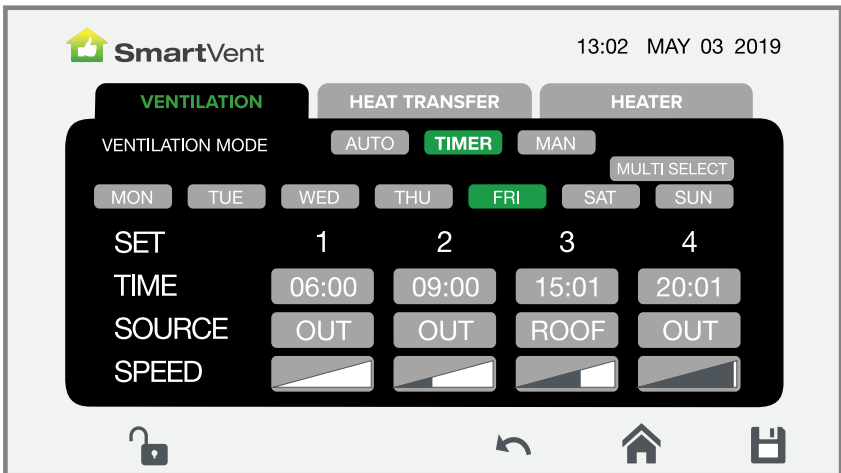 SmartVent 13:02 MAY 03 2019
VENTILATION HEAT TRANSFER HEATER
VENTILATION MODE AUTO TIMER MAN
MULTI SELECT
MON TUE WED THU FRI SAT SUN
SET 1 2 3 4
TIME 06:00 09:00 15:01 20:01
SOURCE OUT OUT ROOF OUT
SPEED